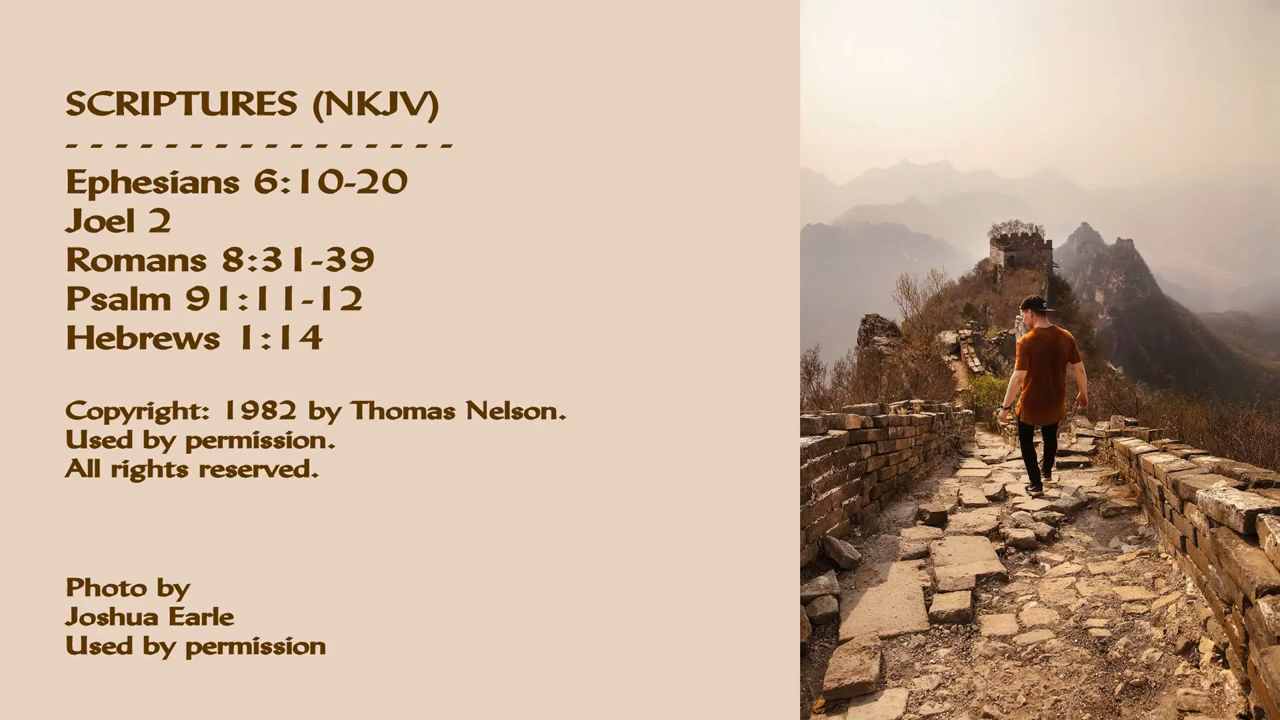 SCRIPTURES (NKJV)
- - - - - - - - - - - - - - - -
Ephesians 6:10-20
Joel 2
Romans 8:31-39
Psalm 91:11-12
Hebrews 1:14
Copyright: 1982 by Thomas Nelson.
Used by permission.
All rights reserved.
Photo by
Joshua Earle
Used by permission